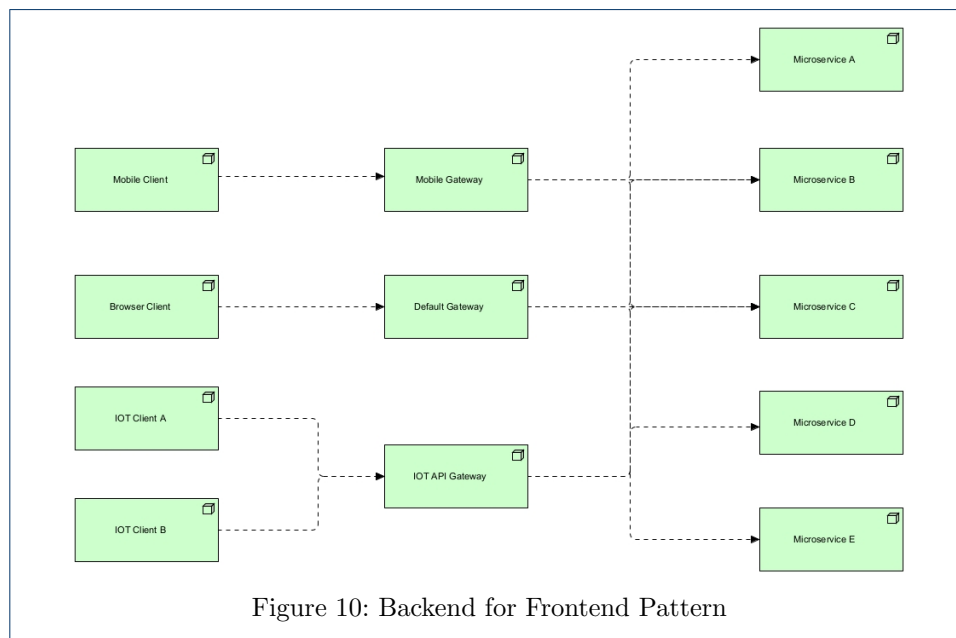 Microservice A
Mobile Client
Mobile Gateway
Microservice B
Browser Client
Default Gateway
Microservice C
IOT Client A
Microservice D
IOT API Gateway
IOT Client B
Microservice E
Figure 10: Backend for Frontend Pattern